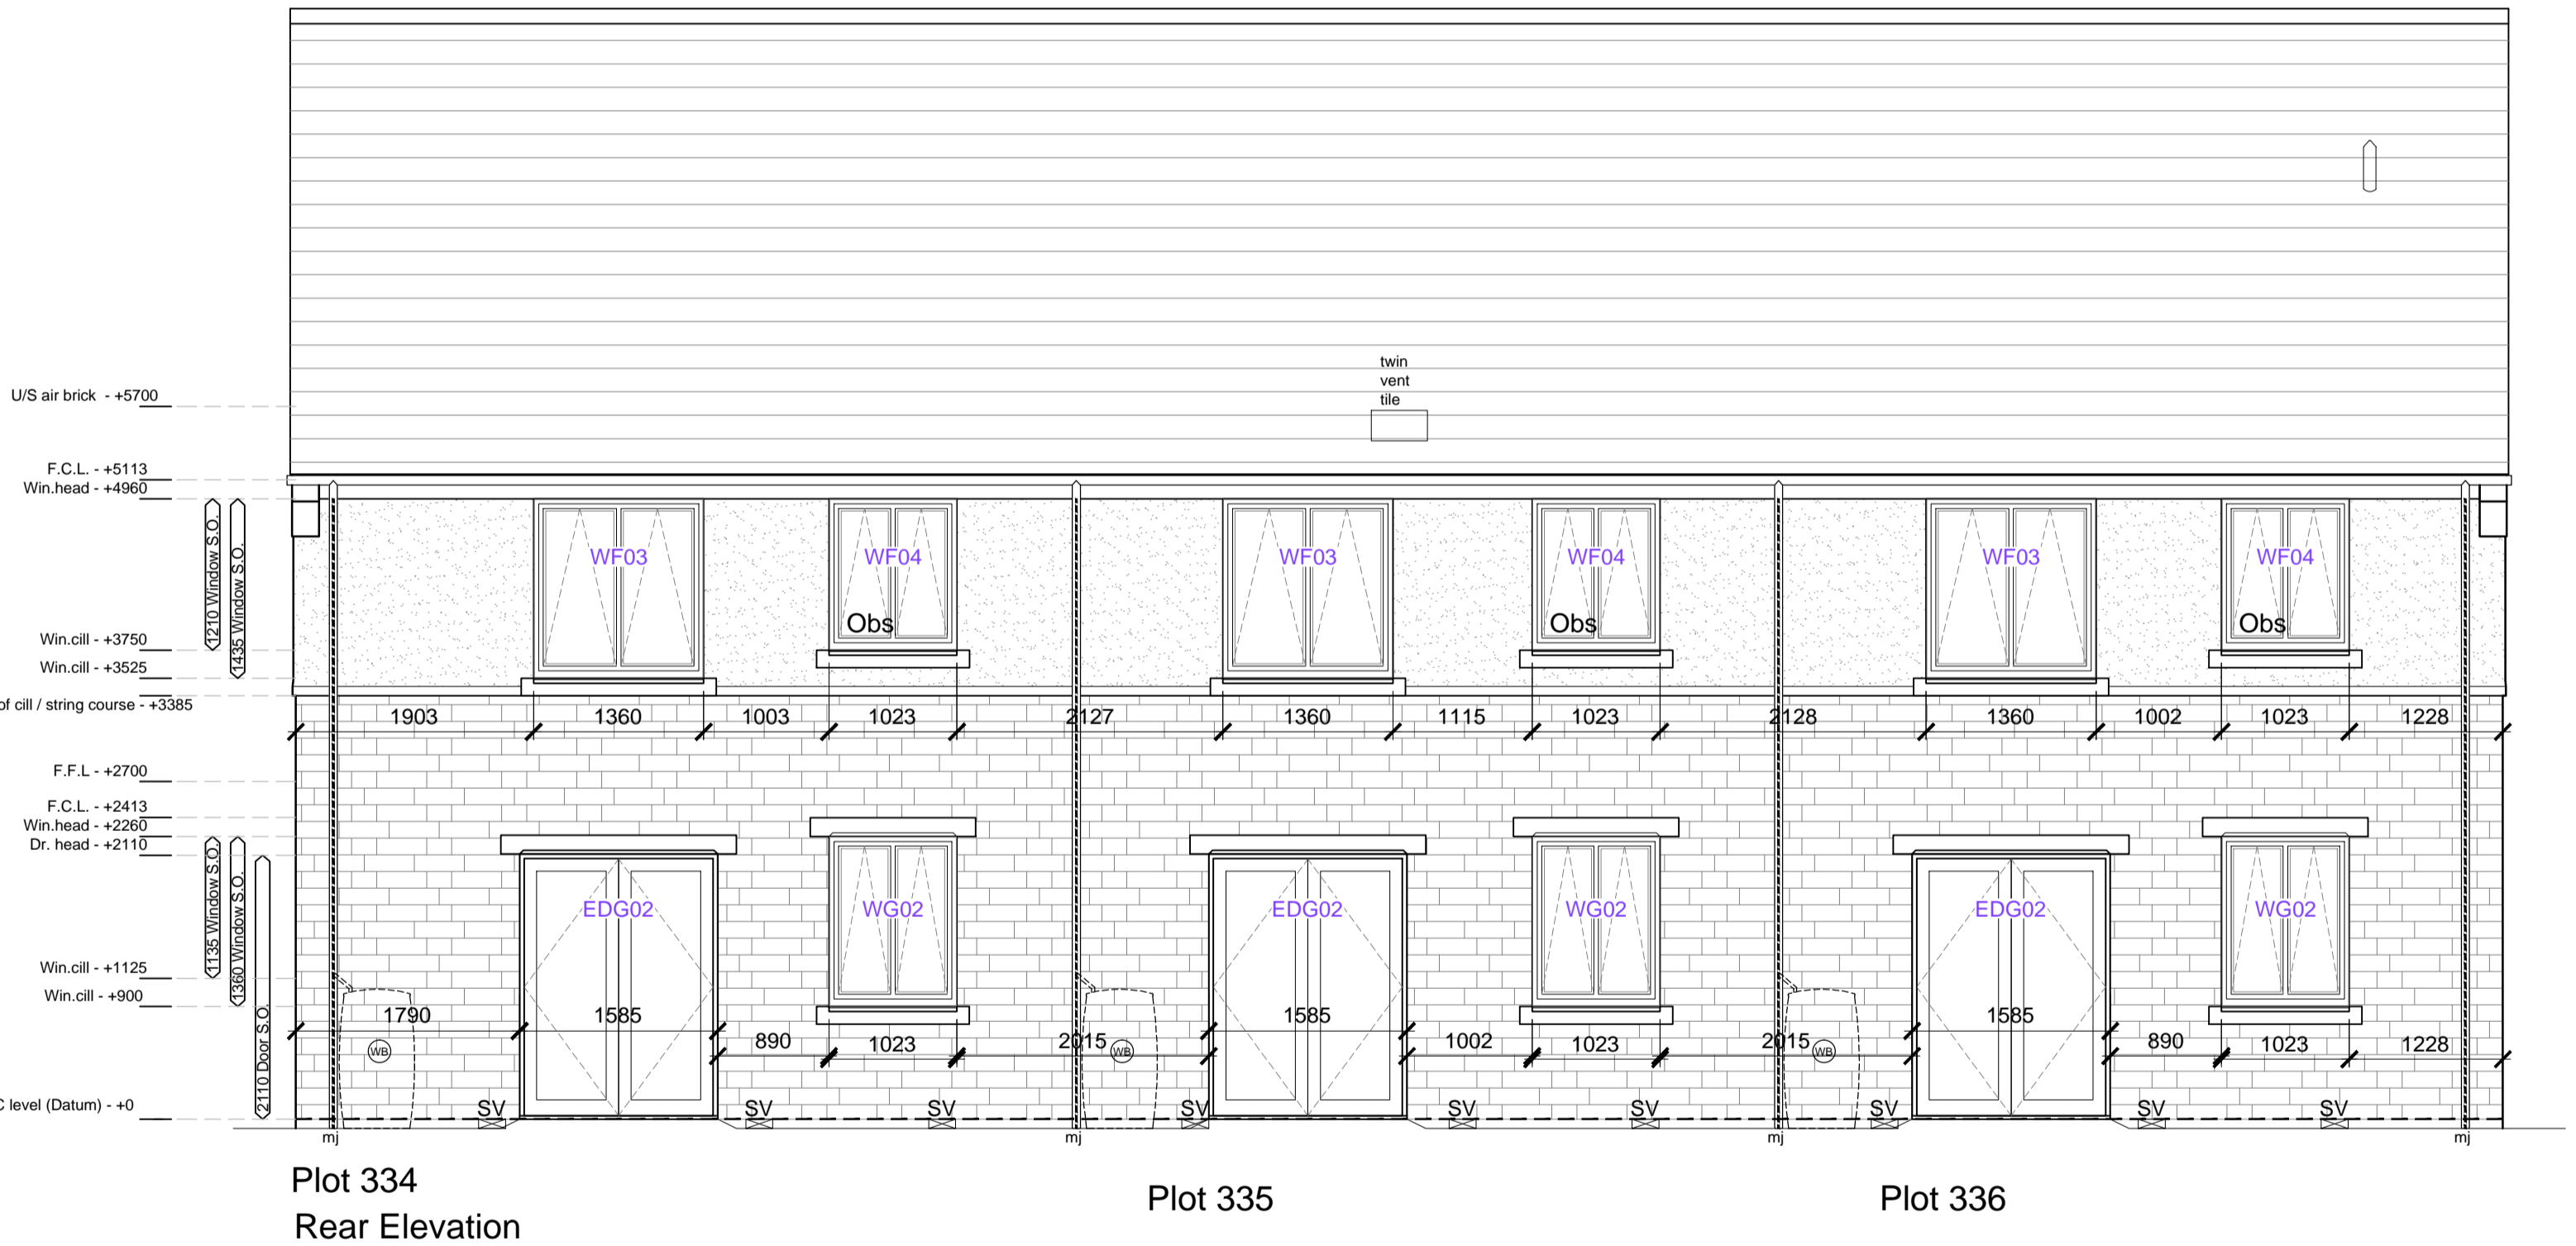 twin
vent
tile
U/S air brick - +5700
F.C.L. - +5113
Win.head - +4960
1210 Window S.O.
1435 Window S.O.
WF03
WF04
WF03
WF04
WF03
WF04
Obs
Obs
Obs
Win.cill - +3750
Win.cill - +3525
of cill / string course - +3385
1903
1360
1003
1023
2127
1360
1115
1023
2128
1360
1002
1023
1228
F.F.L - +2700
F.C.L. - +2413
Win.head - +2260
Dr. head - +2110
1135 Window S.O.
1360 Window S.O.
2110 Door S.O.
EDG02
WG02
EDG02
WG02
EDG02
WG02
Win.cill - +1125
Win.cill - +900
1790
1585
890
1023
2015
1585
1002
1023
2015
1585
890
1023
1228
WB
WB
WB
C level (Datum) - +0
SV
SV
SV
SV
SV
SV
SV
SV
SV
mj
mj
mj
mj
Plot 334
Plot 335
Plot 336
Rear Elevation